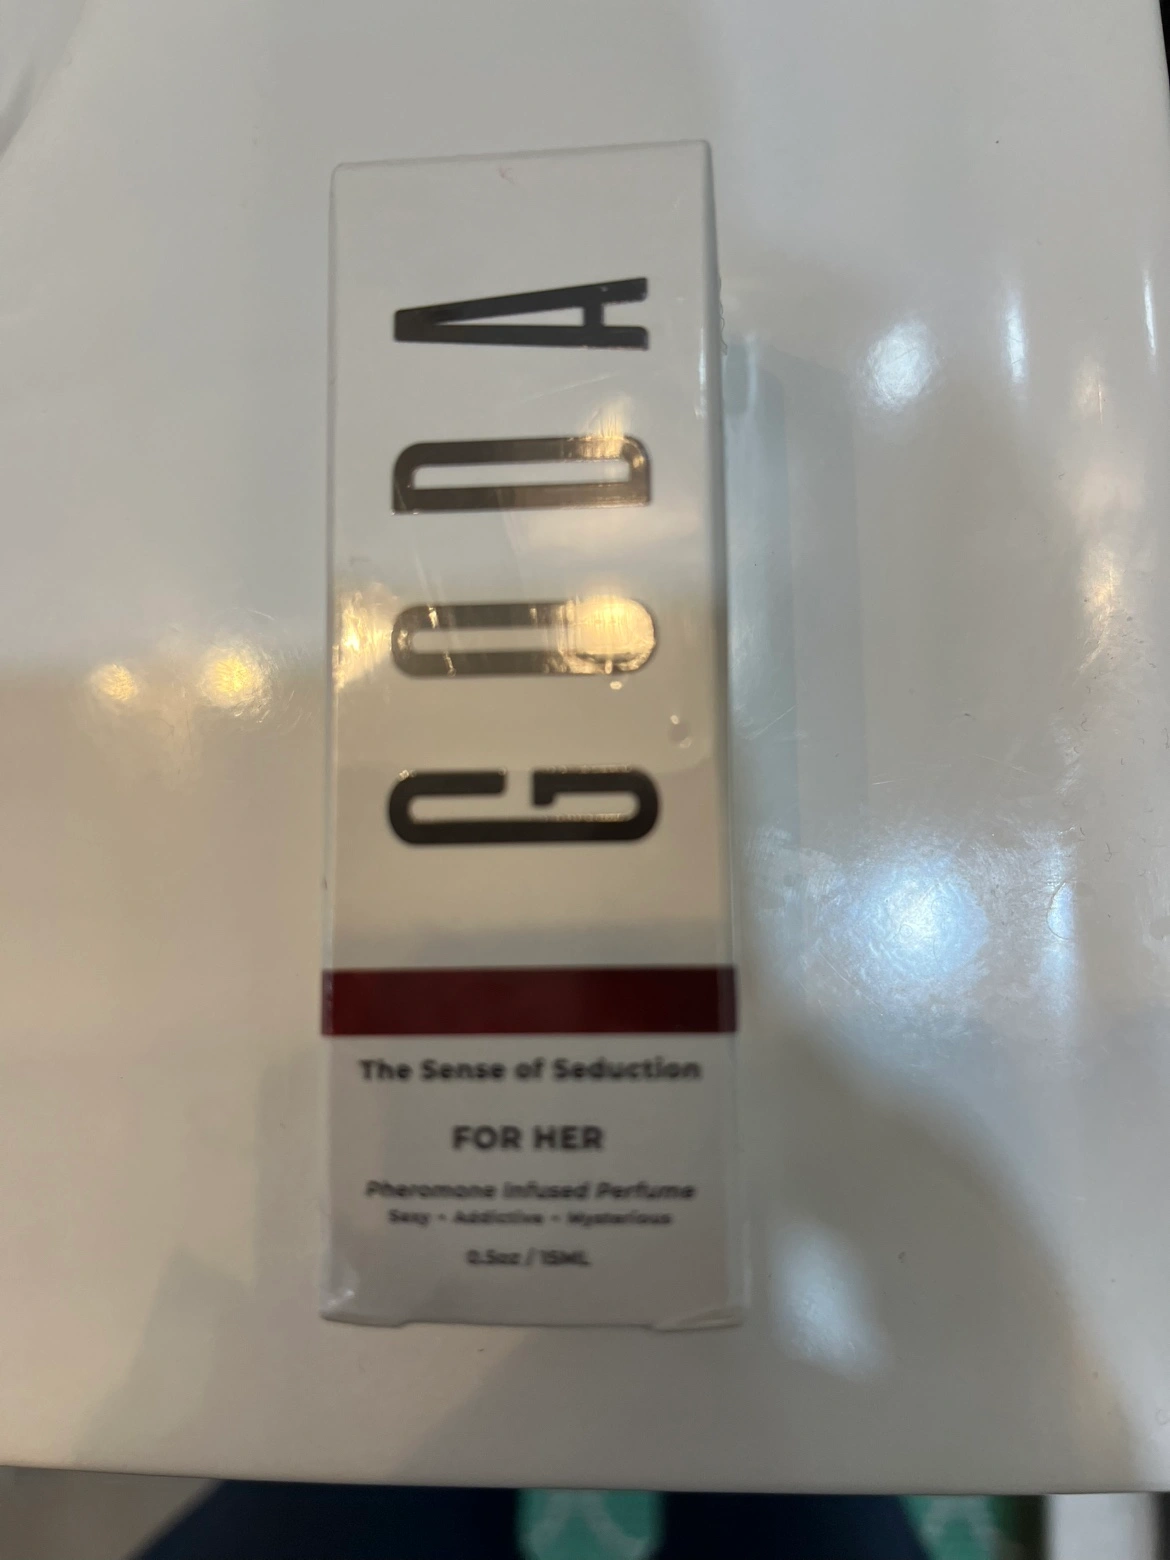 GODA
The Sense of Seduction
FOR HER
Pheromone Infused Perfume
Sexy • Addictive • Mysterious
0.5oz / 15ML